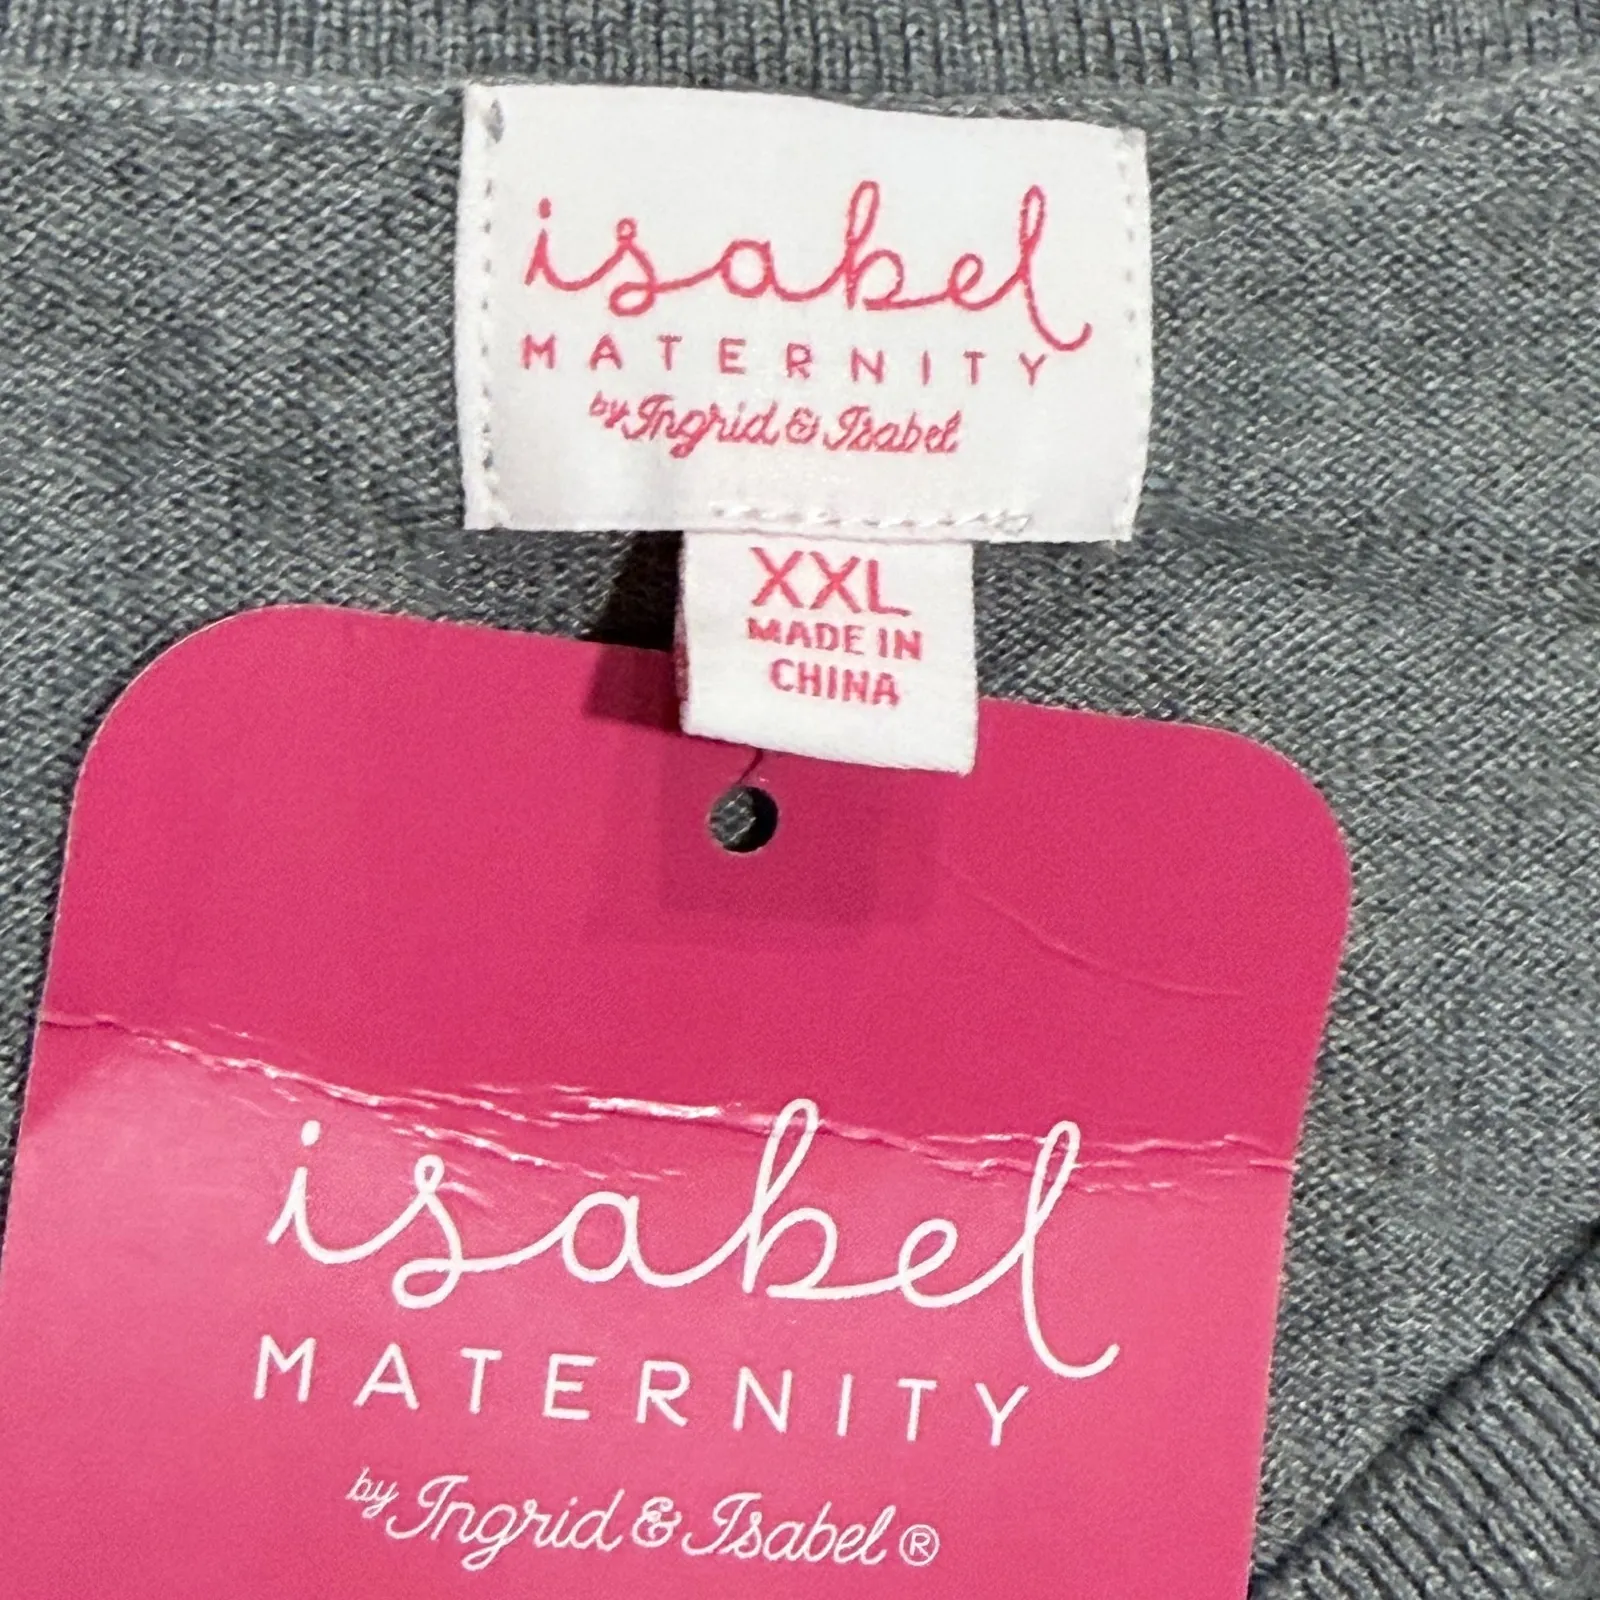 isabel
MATERNITY
by Ingrid & Isabel
XXL
MADE IN
CHINA
isabel
MATERNITY
by Ingrid & Isabel®